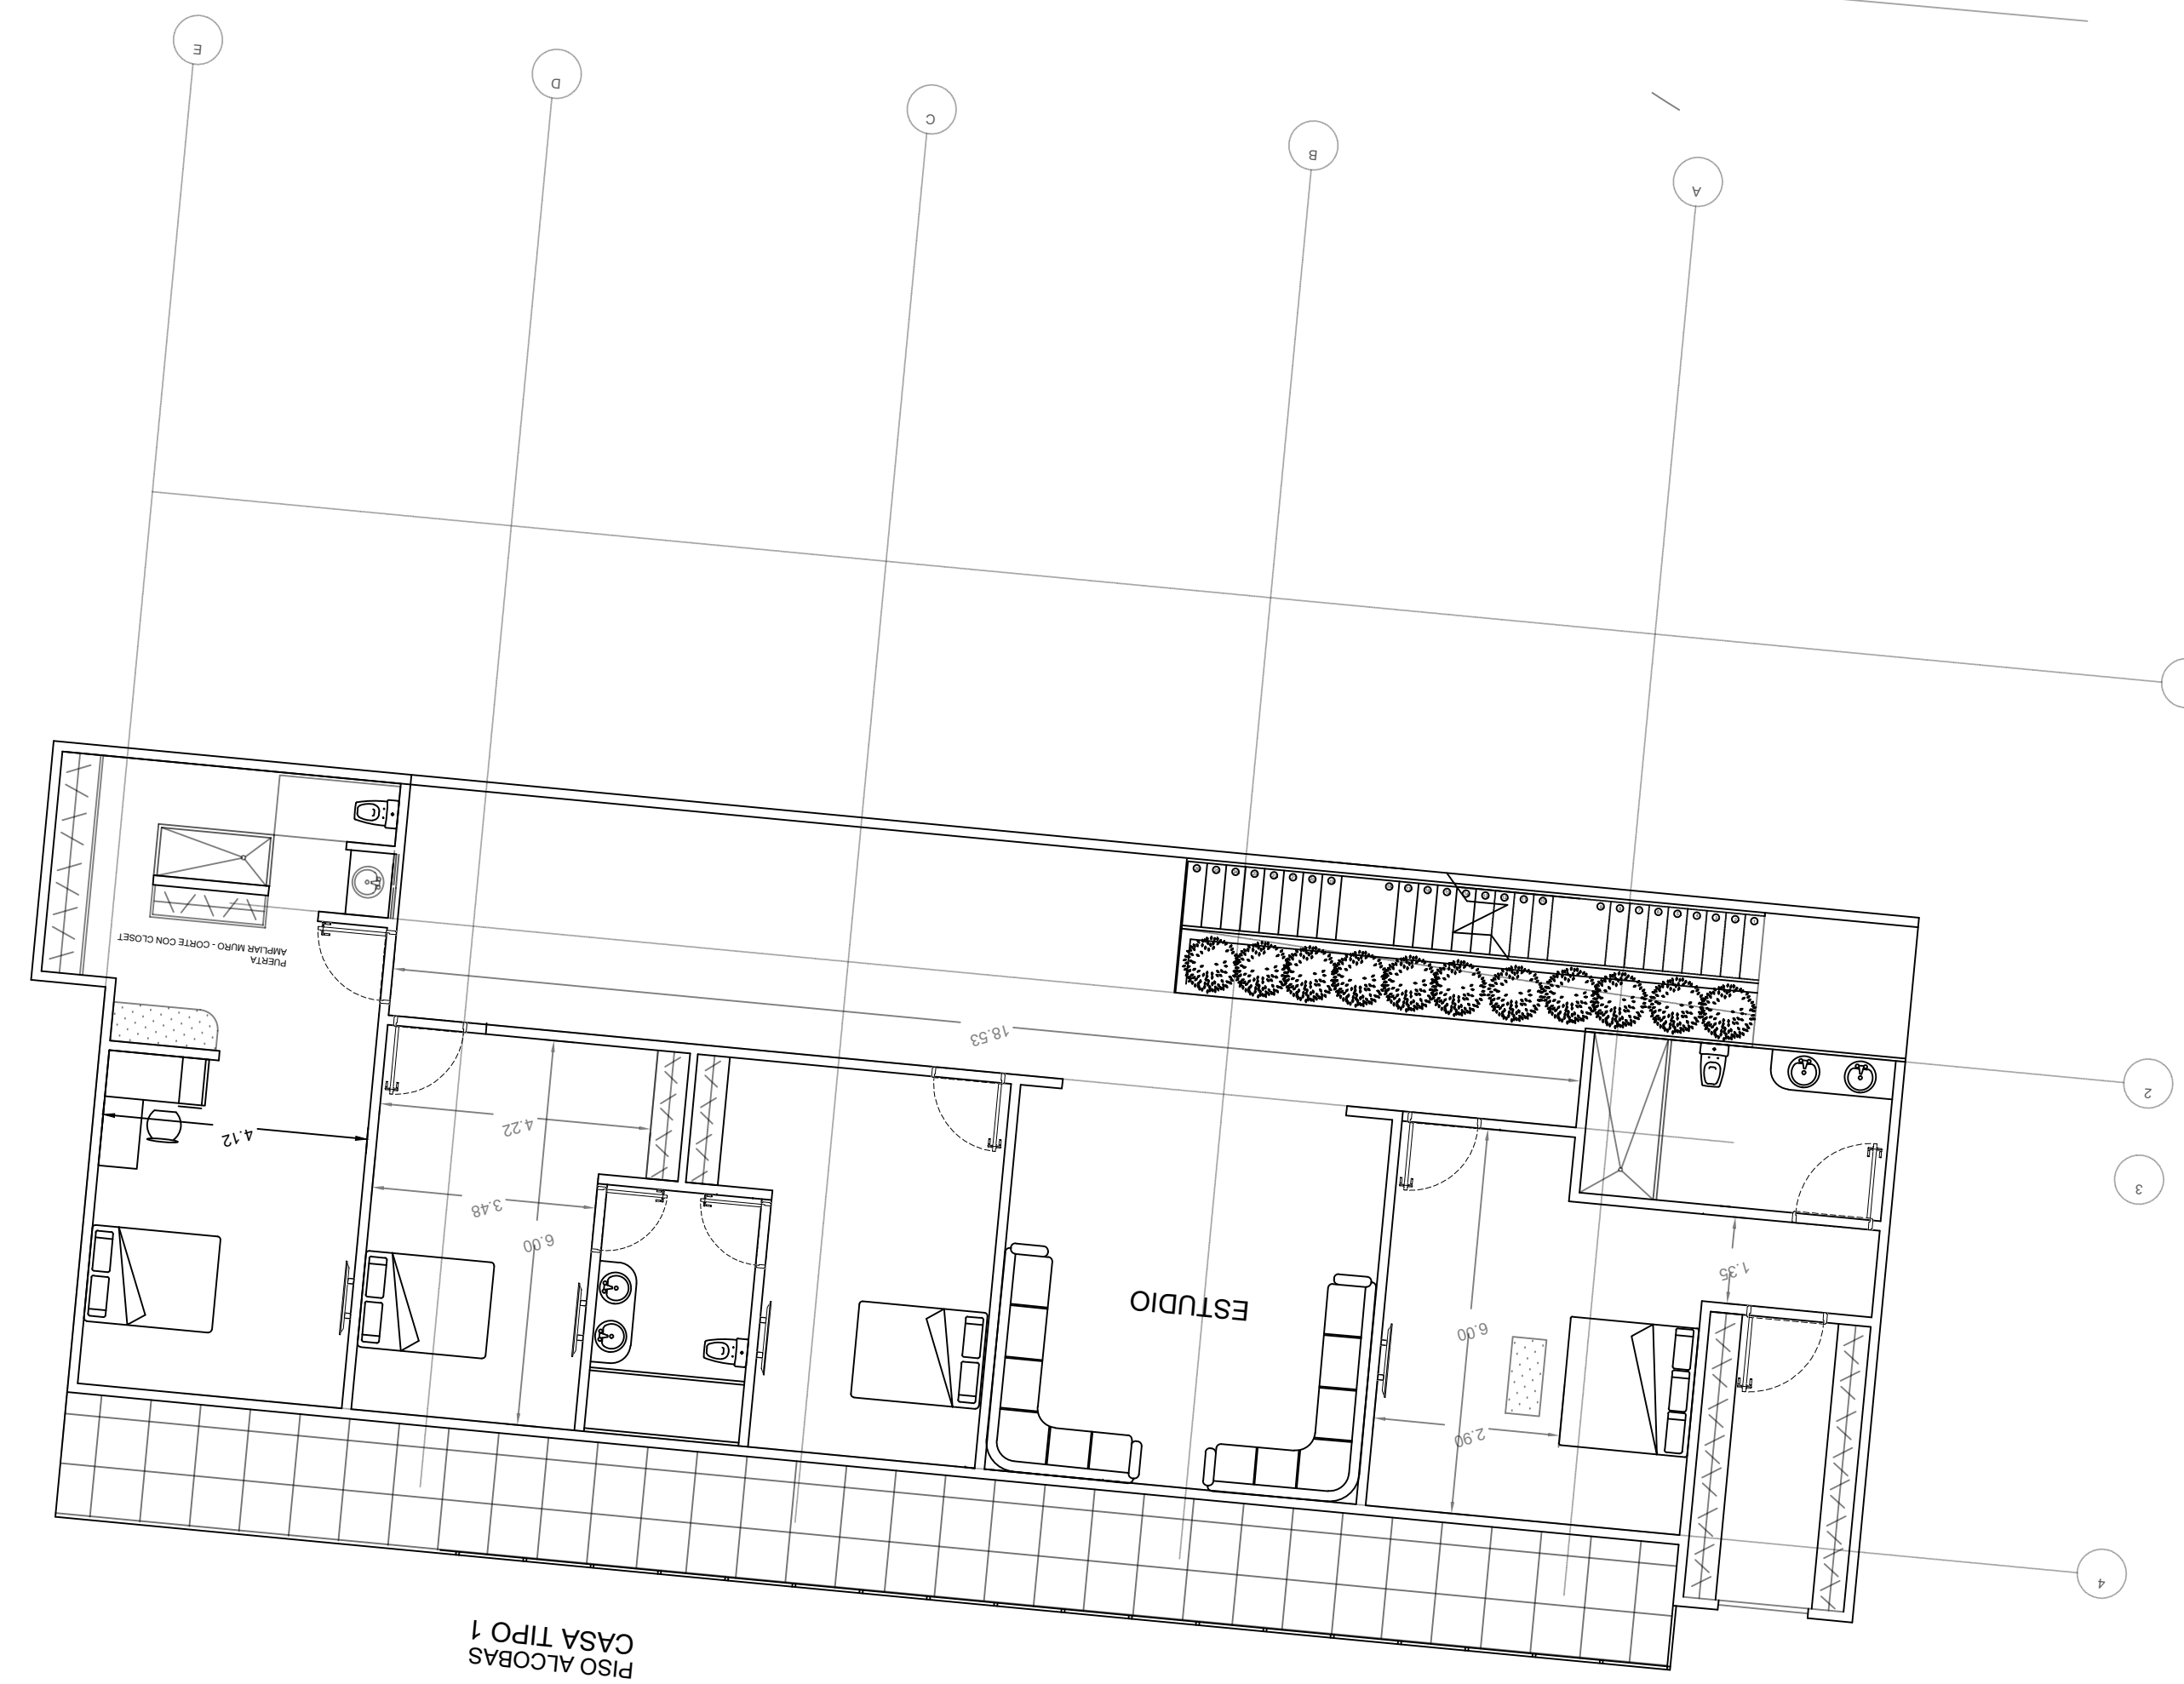 E
D
C
B
A
2
3
4
PUERTA
AMPLIAR MURO - CORTE CON CLOSET
18.53
4.12
4.22
3.48
6.00
ESTUDIO
1.35
6.00
2.90
PISO ALCOBAS
CASA TIPO 1